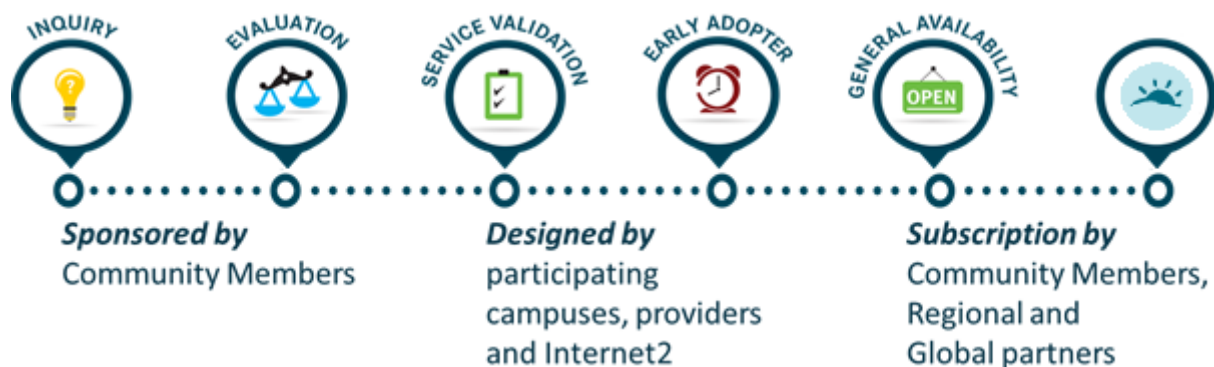 INQUIRY
EVALUATION
SERVICE VALIDATION
EARLY ADOPTER
GENERAL AVAILABILITY
?
OPEN
Sponsored by
Community Members
Designed by
participating
campuses, providers
and Internet2
Subscription by
Community Members,
Regional and
Global partners